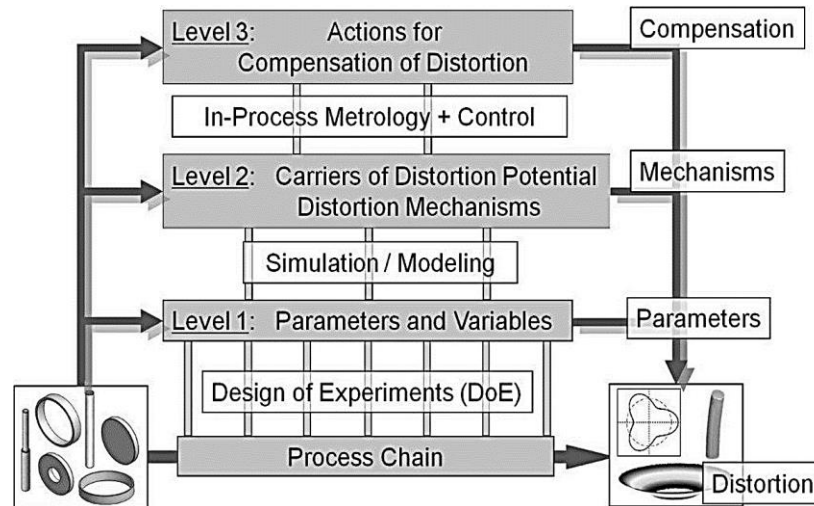 Level 3: Actions for
Compensation of Distortion
Compensation
In-Process Metrology + Control
Level 2: Carriers of Distortion Potential
Distortion Mechanisms
Mechanisms
Simulation / Modeling
Level 1: Parameters and Variables
Parameters
Design of Experiments (DoE)
Process Chain
Distortion